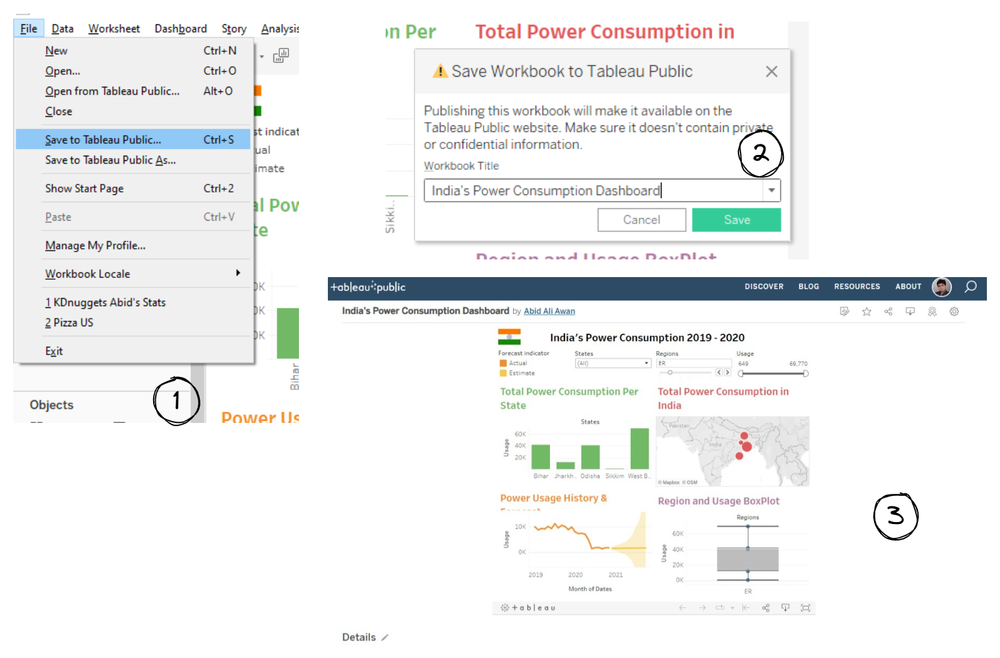 File Data Worksheet Dashboard Story Analysis
New Ctrl+N
Open... Ctrl+O
Open from Tableau Public... Alt+O
Close
Save to Tableau Public... Ctrl+S
Save to Tableau Public As...
Show Start Page Ctrl+2
Paste Ctrl+V
Manage My Profile...
Workbook Locale
1 KDnuggets Abid's Stats
2 Pizza US
Exit
st indicat
ual
imate
al Pow
te
0K
0K
0K
Bihar
Objects
1
Power Us
on Per
Total Power Consumption in
Save Workbook to Tableau Public
Publishing this workbook will make it available on the
Tableau Public website. Make sure it doesn't contain private
or confidential information.
2
Workbook Title
India's Power Consumption Dashboard
Cancel Save
Sikki..
Region and Usage BoxPlot
+ableau public
DISCOVER BLOG RESOURCES ABOUT
India's Power Consumption Dashboard by Abid Ali Awan
India's Power Consumption 2019 - 2020
Forecast indicator States Regions Usage
Actual (All) ER 649 69,770
Estimate
Total Power Consumption Per
State
States
Usage
60K
40K
20K
Bihar Jharkh.. Odisha Sikkim West B..
Total Power Consumption in
India
Pakistan
India
© Mapbox © OSM
Power Usage History &
Forecast
Usage
10K
0K
2019 2020 2021
Month of Dates
Region and Usage BoxPlot
Regions
Usage
60K
40K
20K
0K
ER
3
+ableau
Details